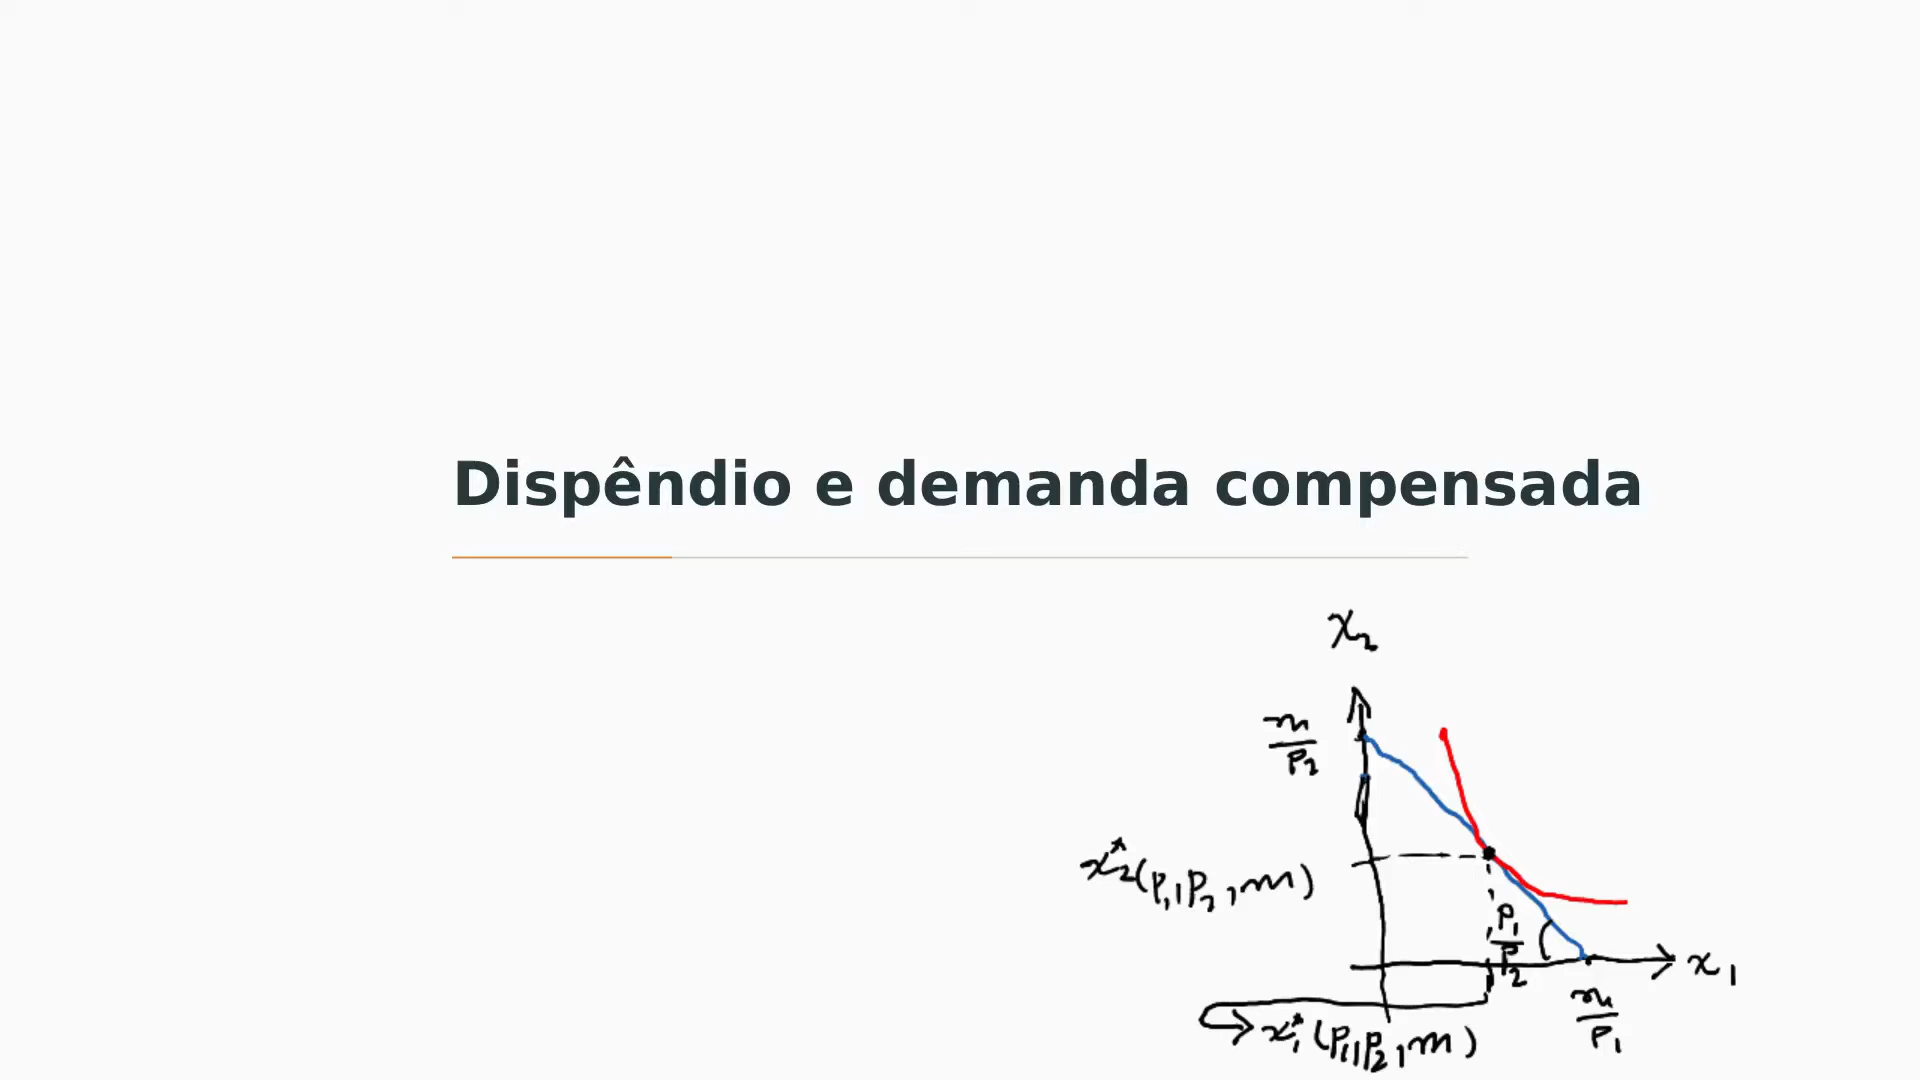 Dispêndio e demanda compensada
x₂
m/p₂
x₂*(p₁,p₂,m)
p₁/p₂
x₁
m/p₁
x₁*(p₁,p₂,m)